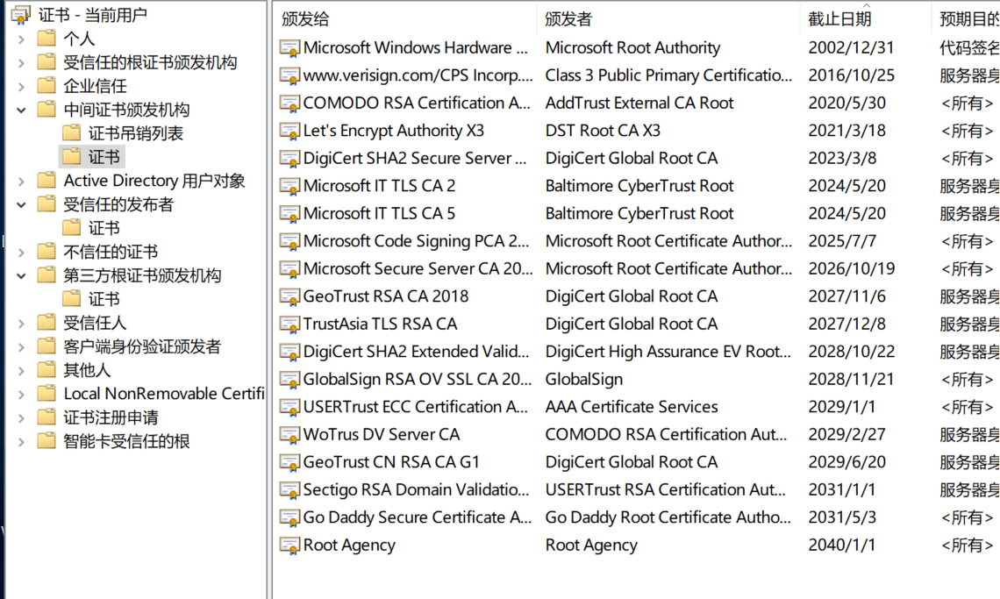 证书 - 当前用户
个人
受信任的根证书颁发机构
企业信任
中间证书颁发机构
证书吊销列表
证书
Active Directory 用户对象
受信任的发布者
证书
不信任的证书
第三方根证书颁发机构
证书
受信任人
客户端身份验证颁发者
其他人
Local NonRemovable Certifi
证书注册申请
智能卡受信任的根
颁发给 颁发者 截止日期 预期目的
Microsoft Windows Hardware ... Microsoft Root Authority 2002/12/31 代码签名
www.verisign.com/CPS Incorp.... Class 3 Public Primary Certificatio... 2016/10/25 服务器身
COMODO RSA Certification A... AddTrust External CA Root 2020/5/30 <所有>
Let's Encrypt Authority X3 DST Root CA X3 2021/3/18 <所有>
DigiCert SHA2 Secure Server ... DigiCert Global Root CA 2023/3/8 <所有>
Microsoft IT TLS CA 2 Baltimore CyberTrust Root 2024/5/20 服务器身
Microsoft IT TLS CA 5 Baltimore CyberTrust Root 2024/5/20 服务器身
Microsoft Code Signing PCA 2... Microsoft Root Certificate Author... 2025/7/7 <所有>
Microsoft Secure Server CA 20... Microsoft Root Certificate Author... 2026/10/19 <所有>
GeoTrust RSA CA 2018 DigiCert Global Root CA 2027/11/6 服务器身
TrustAsia TLS RSA CA DigiCert Global Root CA 2027/12/8 服务器身
DigiCert SHA2 Extended Valid... DigiCert High Assurance EV Root... 2028/10/22 服务器身
GlobalSign RSA OV SSL CA 20... GlobalSign 2028/11/21 <所有>
USERTrust ECC Certification A... AAA Certificate Services 2029/1/1 <所有>
WoTrus DV Server CA COMODO RSA Certification Aut... 2029/2/27 服务器身
GeoTrust CN RSA CA G1 DigiCert Global Root CA 2029/6/20 服务器身
Sectigo RSA Domain Validatio... USERTrust RSA Certification Aut... 2031/1/1 服务器身
Go Daddy Secure Certificate A... Go Daddy Root Certificate Autho... 2031/5/3 <所有>
Root Agency Root Agency 2040/1/1 <所有>